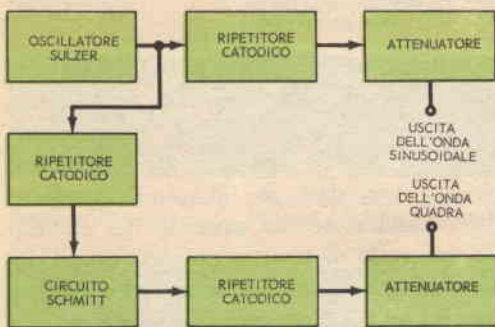 OSCILLATORE
SULZER
RIPETITORE
CATODICO
ATTENUATORE
USCITA
DELL'ONDA
SINUSOIDALE
RIPETITORE
CATODICO
USCITA
DELL'ONDA
QUADRA
CIRCUITO
SCHMITT
RIPETITORE
CATODICO
ATTENUATORE